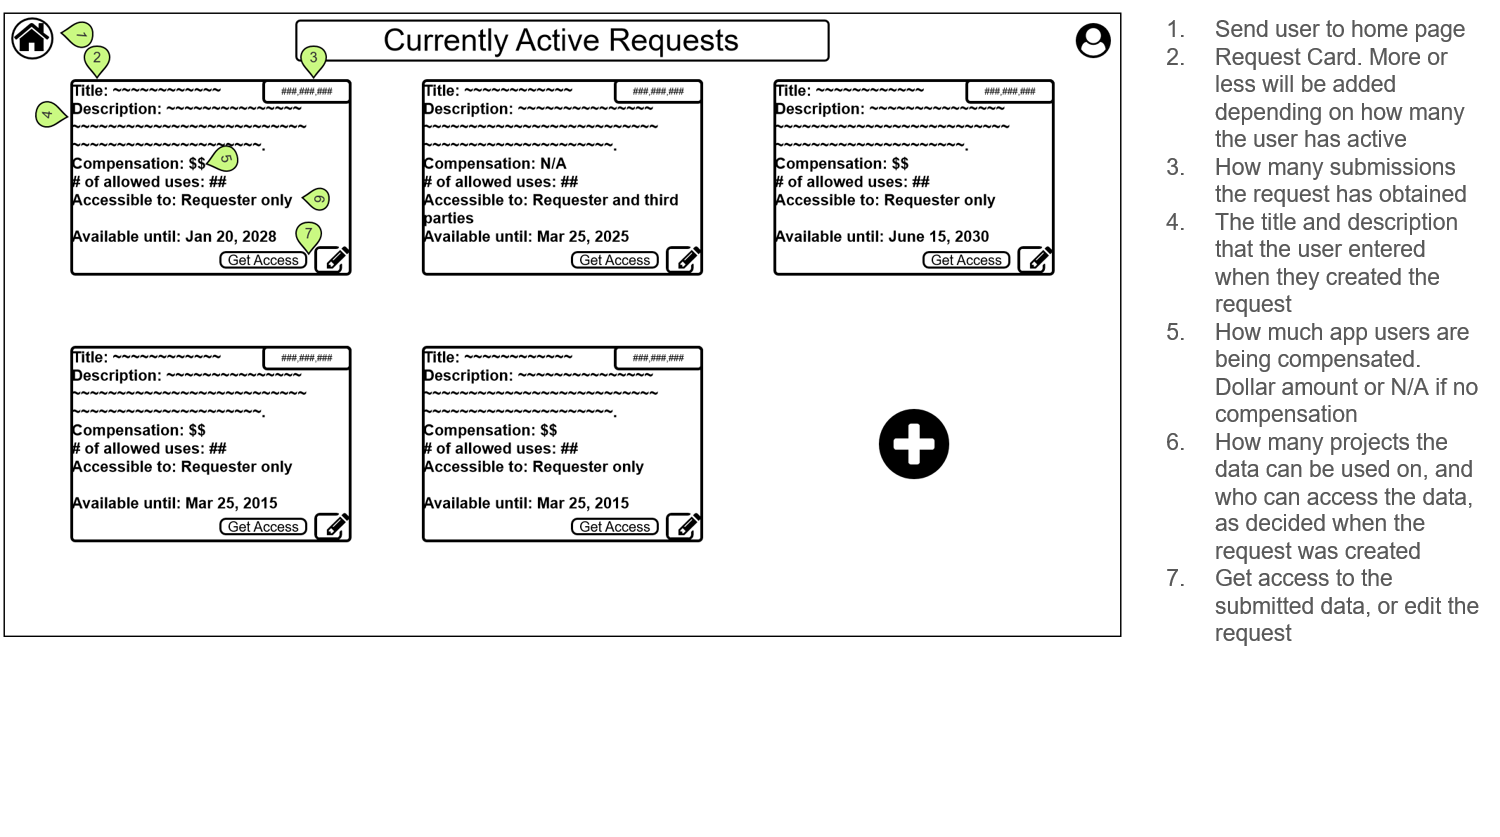 Currently Active Requests
1
2
3
4
5
6
7
Title: ~~~~~~~~~~~~ ###,###,###
Description: ~~~~~~~~~~~~~~~
~~~~~~~~~~~~~~~~~~~~~~~~~~
~~~~~~~~~~~~~~~~~~~~~.
Compensation: $$
# of allowed uses: ##
Accessible to: Requester only
Available until: Jan 20, 2028
Get Access
Title: ~~~~~~~~~~~~ ###,###,###
Description: ~~~~~~~~~~~~~~~
~~~~~~~~~~~~~~~~~~~~~~~~~~
~~~~~~~~~~~~~~~~~~~~~.
Compensation: N/A
# of allowed uses: ##
Accessible to: Requester and third
parties
Available until: Mar 25, 2025
Get Access
Title: ~~~~~~~~~~~~ ###,###,###
Description: ~~~~~~~~~~~~~~~
~~~~~~~~~~~~~~~~~~~~~~~~~~
~~~~~~~~~~~~~~~~~~~~~.
Compensation: $$
# of allowed uses: ##
Accessible to: Requester only
Available until: June 15, 2030
Get Access
Title: ~~~~~~~~~~~~ ###,###,###
Description: ~~~~~~~~~~~~~~~
~~~~~~~~~~~~~~~~~~~~~~~~~~
~~~~~~~~~~~~~~~~~~~~~.
Compensation: $$
# of allowed uses: ##
Accessible to: Requester only
Available until: Mar 25, 2015
Get Access
Title: ~~~~~~~~~~~~ ###,###,###
Description: ~~~~~~~~~~~~~~~
~~~~~~~~~~~~~~~~~~~~~~~~~~
~~~~~~~~~~~~~~~~~~~~~.
Compensation: $$
# of allowed uses: ##
Accessible to: Requester only
Available until: Mar 25, 2015
Get Access
1. Send user to home page
2. Request Card. More or
less will be added
depending on how many
the user has active
3. How many submissions
the request has obtained
4. The title and description
that the user entered
when they created the
request
5. How much app users are
being compensated.
Dollar amount or N/A if no
compensation
6. How many projects the
data can be used on, and
who can access the data,
as decided when the
request was created
7. Get access to the
submitted data, or edit the
request